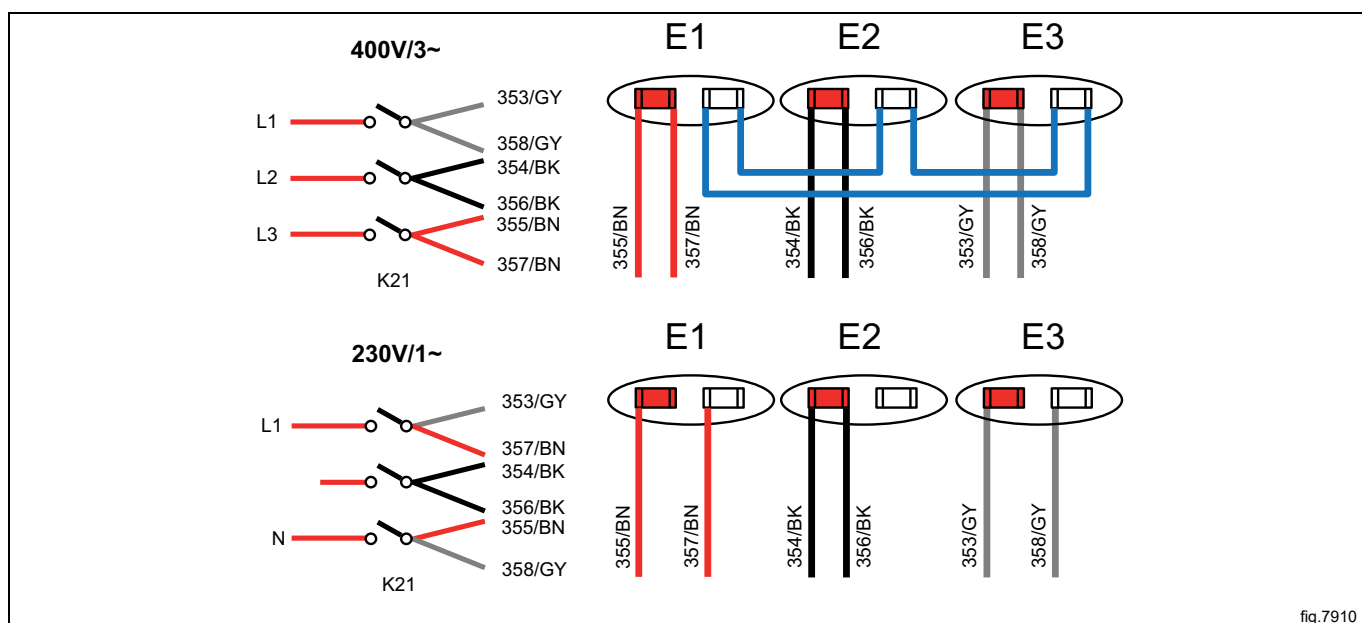 400V/3~
E1 E2 E3
L1
353/GY
358/GY
L2
354/BK
356/BK
L3
355/BN
357/BN
K21
355/BN
357/BN
354/BK
356/BK
353/GY
358/GY
230V/1~
E1 E2 E3
L1
353/GY
357/BN
354/BK
356/BK
N
355/BN
358/GY
K21
355/BN
357/BN
354/BK
356/BK
353/GY
358/GY
fig.7910